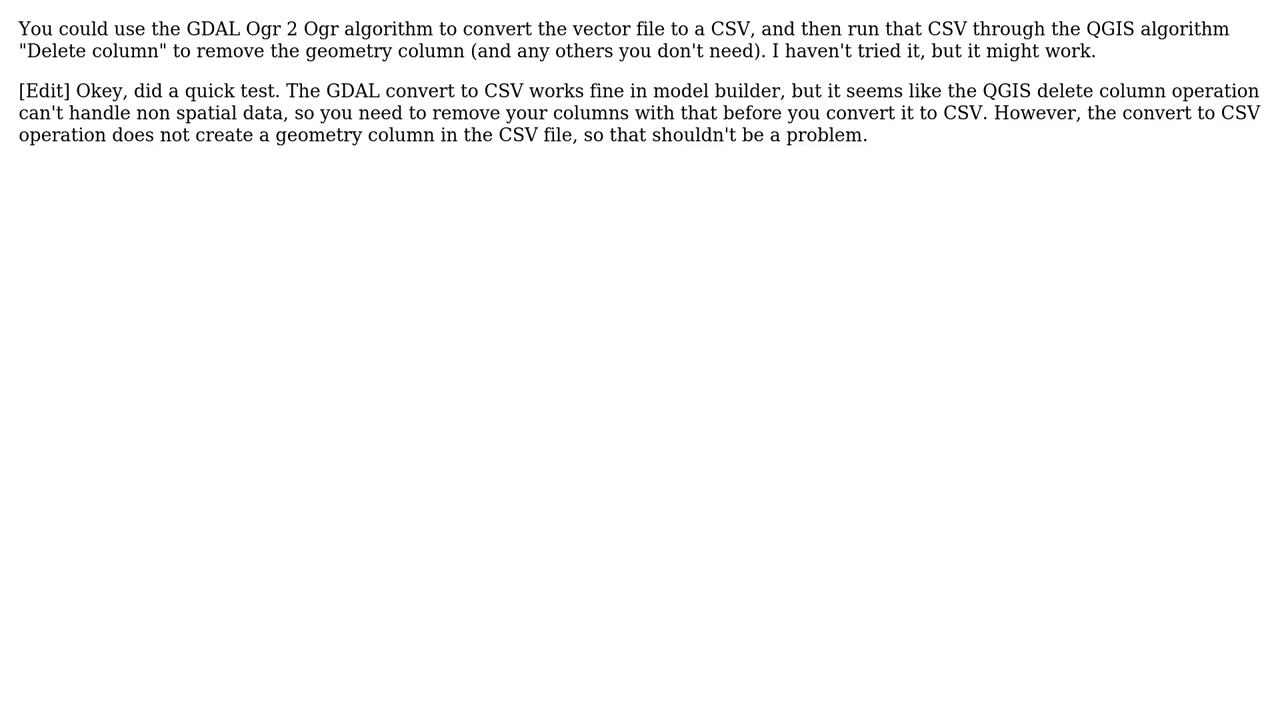 You could use the GDAL Ogr 2 Ogr algorithm to convert the vector file to a CSV, and then run that CSV through the QGIS algorithm
"Delete column" to remove the geometry column (and any others you don't need). I haven't tried it, but it might work.
[Edit] Okey, did a quick test. The GDAL convert to CSV works fine in model builder, but it seems like the QGIS delete column operation
can't handle non spatial data, so you need to remove your columns with that before you convert it to CSV. However, the convert to CSV
operation does not create a geometry column in the CSV file, so that shouldn't be a problem.